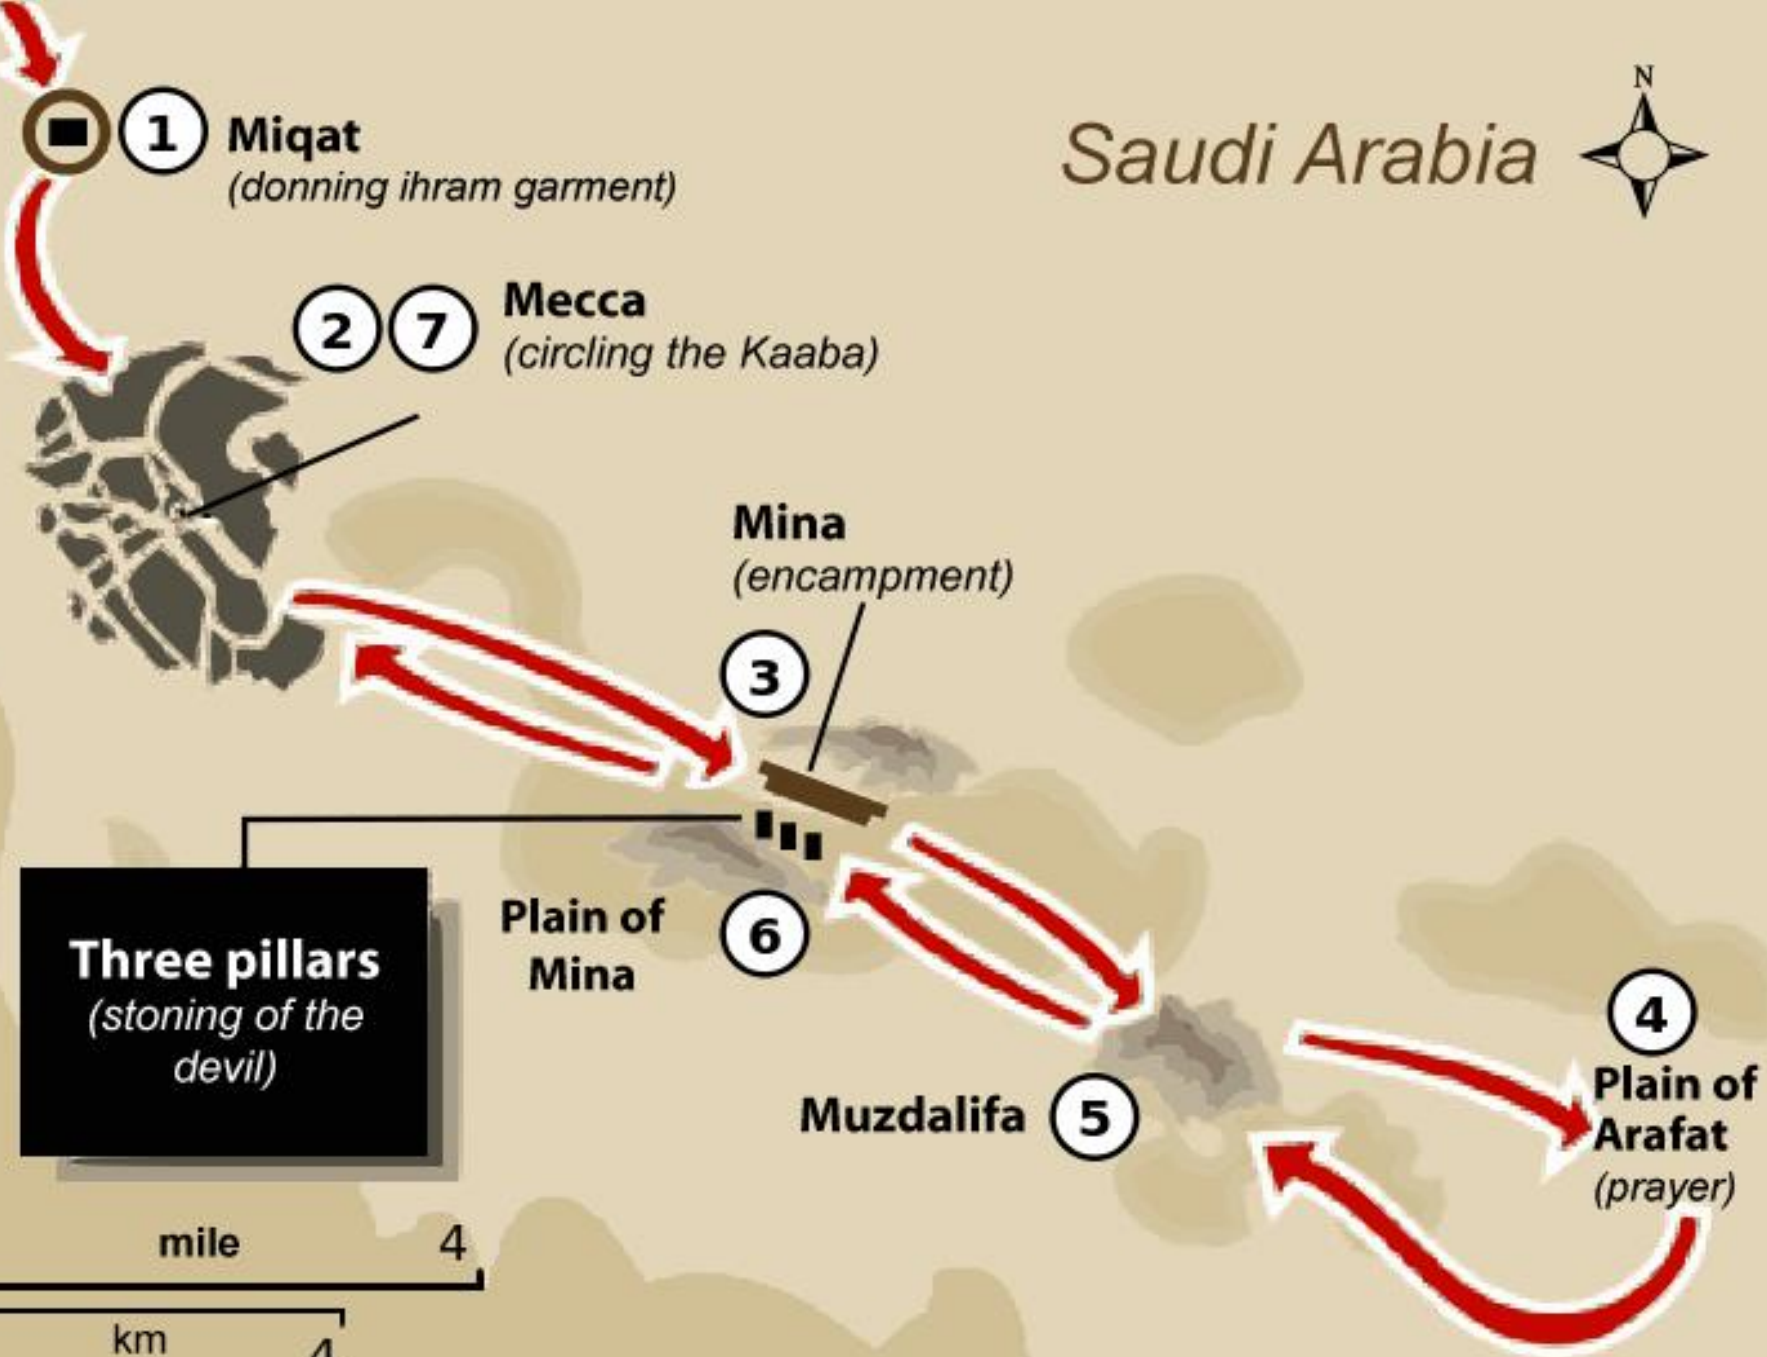 N
Saudi Arabia
1
Miqat
(donning ihram garment)
2 7
Mecca
(circling the Kaaba)
Mina
(encampment)
3
Three pillars
(stoning of the
devil)
Plain of
Mina
6
4
Plain of
Arafat
(prayer)
Muzdalifa 5
mile 4
km 4